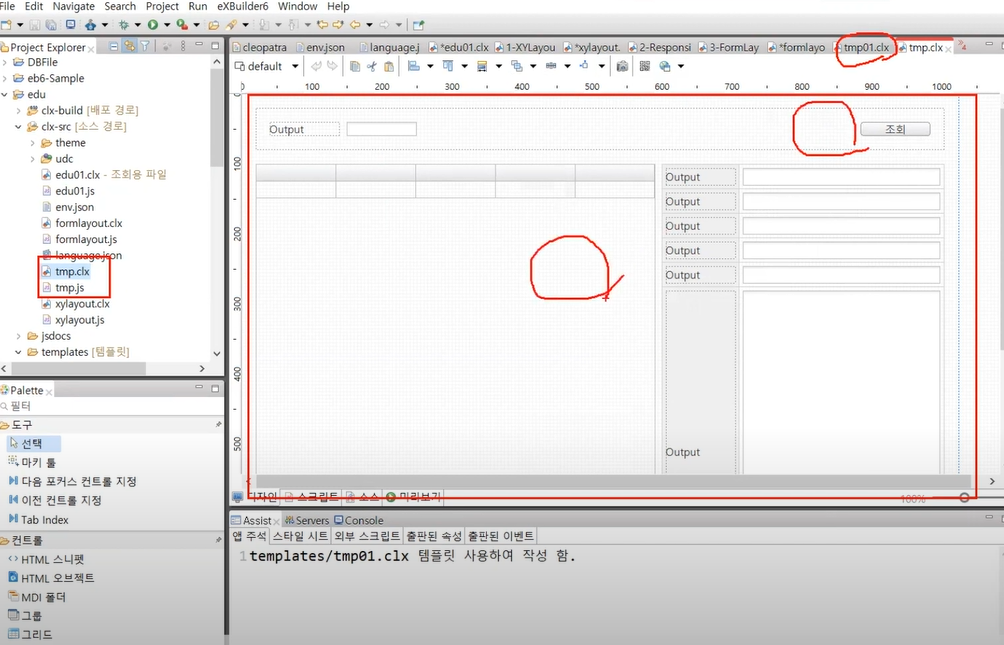 File Edit Navigate Search Project Run eXBuilder6 Window Help
Project Explorer
DBFile
eb6-Sample
edu
clx-build [배포 경로]
clx-src [소스 경로]
theme
udc
edu01.clx - 조회용 파일
edu01.js
env.json
formlayout.clx
formlayout.js
language.json
tmp.clx
tmp.js
xylayout.clx
xylayout.js
jsdocs
templates [템플릿]
Palette
필터
도구
선택
마키 툴
다음 포커스 컨트롤 지정
이전 컨트롤 지정
Tab Index
컨트롤
HTML 스니펫
HTML 오브젝트
MDI 폴더
그룹
그리드
cleopatra env.json language.j *edu01.clx 1-XYLayou *xylayout. 2-Responsi 3-FormLay *formlayo tmp01.clx tmp.clx
default
0 100 200 300 400 500 600 700 800 900 1000
0
100
200
300
400
500
Output 조회
Output
Output
Output
Output
Output
Output
디자인 스크립트 소스 미리보기 100%
Assist Servers Console
앱 주석 스타일 시트 외부 스크립트 출판된 속성 출판된 이벤트
1 templates/tmp01.clx 템플릿 사용하여 작성 함.